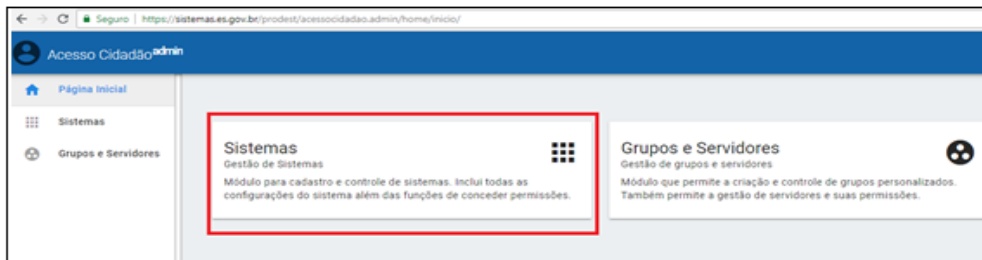 Seguro | https://sistemas.es.gov.br/prodest/acessocidadao.admin/home/inicio/
Acesso Cidadão admin
Página Inicial
Sistemas
Grupos e Servidores
Sistemas
Gestão de Sistemas
Módulo para cadastro e controle de sistemas. Inclui todas as
configurações do sistema além das funções de conceder permissões.
Grupos e Servidores
Gestão de grupos e servidores
Módulo que permite a criação e controle de grupos personalizados.
Também permite a gestão de servidores e suas permissões.